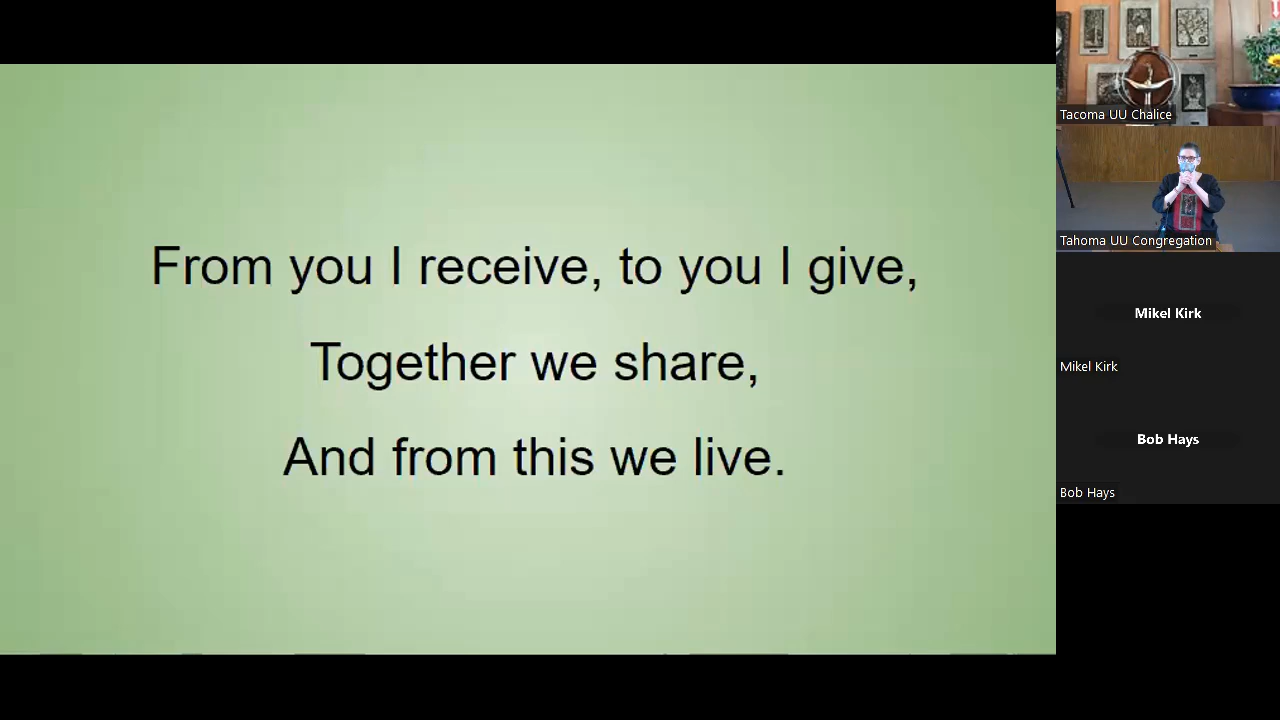 From you I receive, to you I give,
Together we share,
And from this we live.
Tacoma UU Chalice
Tahoma UU Congregation
Mikel Kirk
Mikel Kirk
Bob Hays
Bob Hays